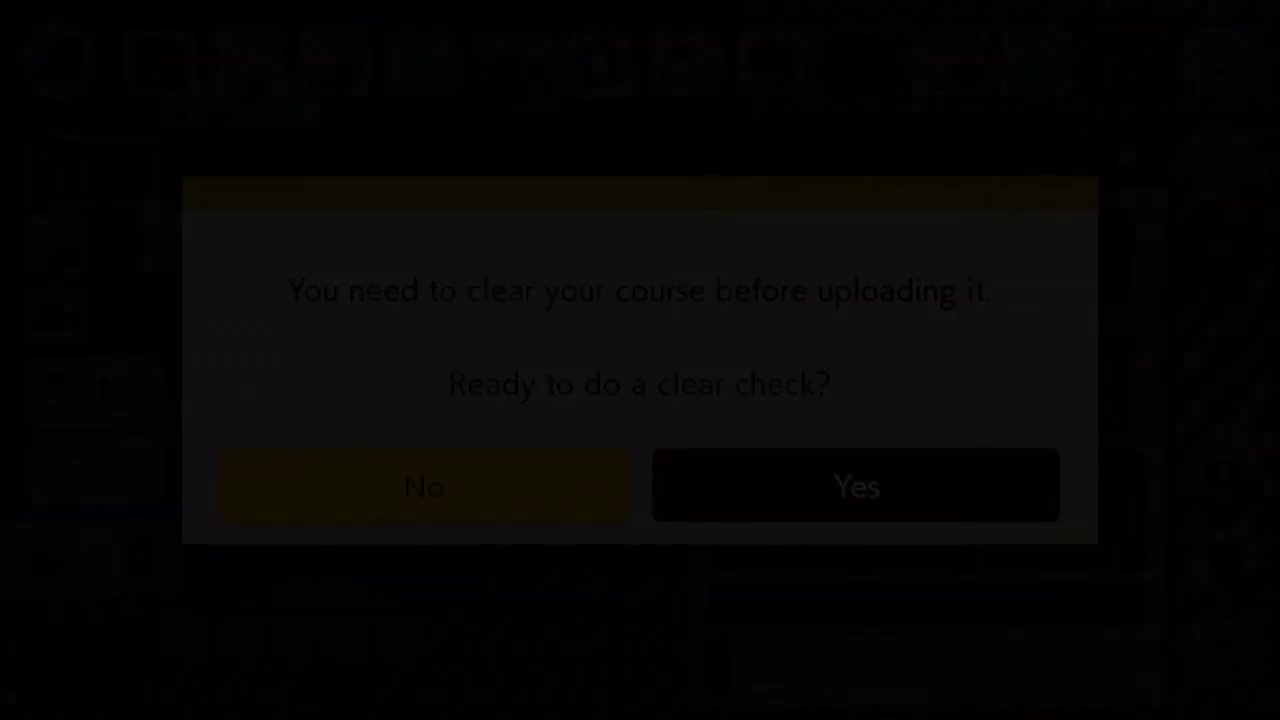 You need to clear your course before uploading it.
Ready to do a clear check?
No
Yes